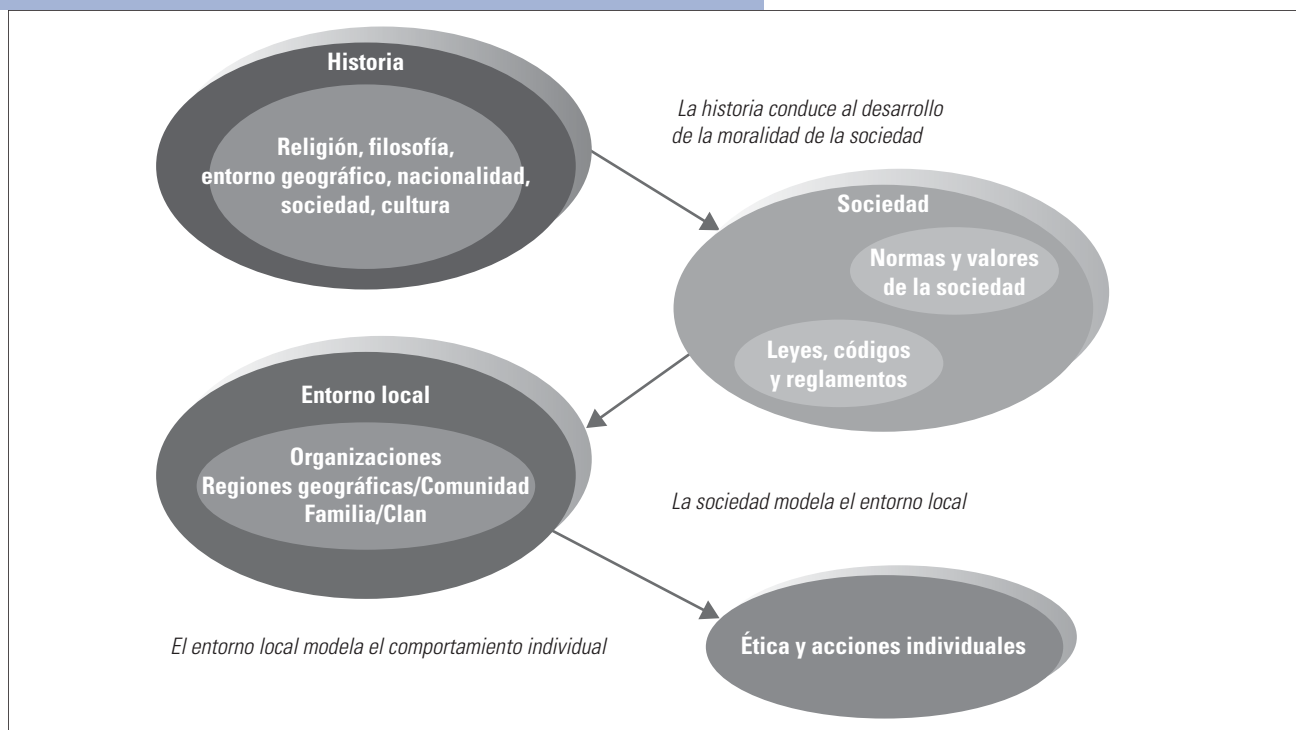 Historia
Religión, filosofía,
entorno geográfico, nacionalidad,
sociedad, cultura
La historia conduce al desarrollo
de la moralidad de la sociedad
Sociedad
Normas y valores
de la sociedad
Leyes, códigos
y reglamentos
Entorno local
Organizaciones
Regiones geográficas/Comunidad
Familia/Clan
La sociedad modela el entorno local
El entorno local modela el comportamiento individual
Ética y acciones individuales